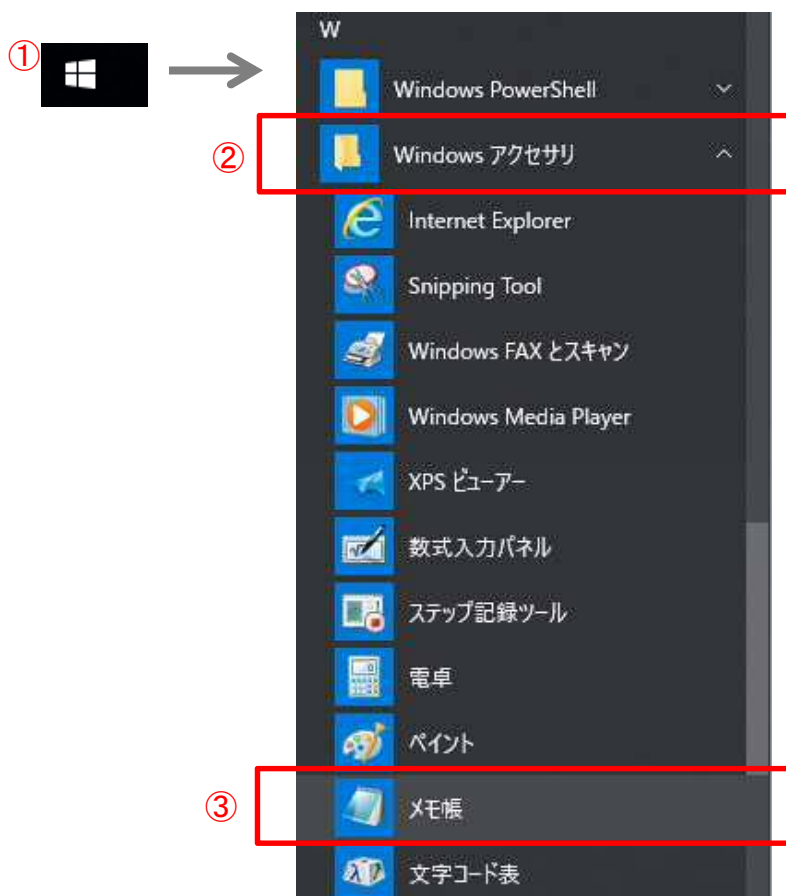 W
①
Windows PowerShell
② Windows アクセサリ
Internet Explorer
Snipping Tool
Windows FAX とスキャン
Windows Media Player
XPS ビューアー
数式入力パネル
ステップ記録ツール
電卓
ペイント
③ メモ帳
文字コード表